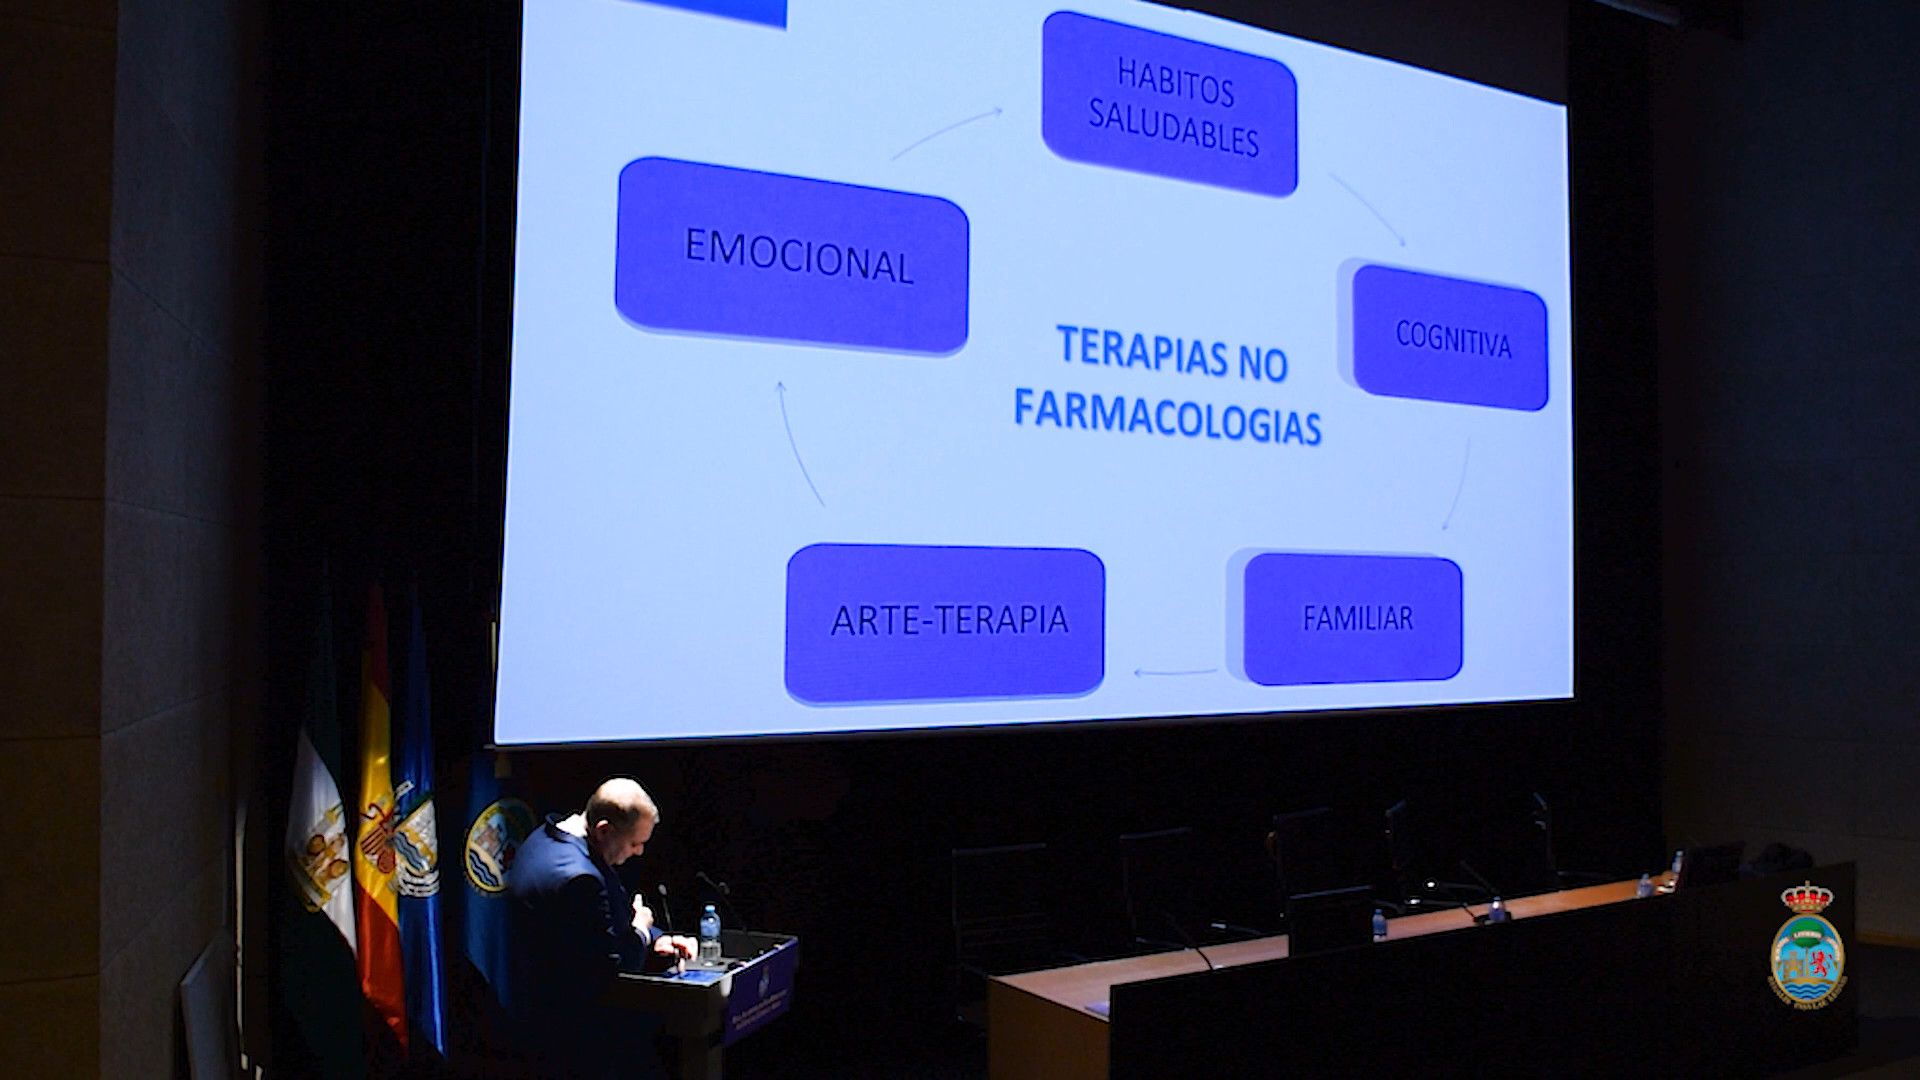 HABITOS
SALUDABLES
EMOCIONAL
COGNITIVA
TERAPIAS NO
FARMACOLOGIAS
ARTE-TERAPIA
FAMILIAR